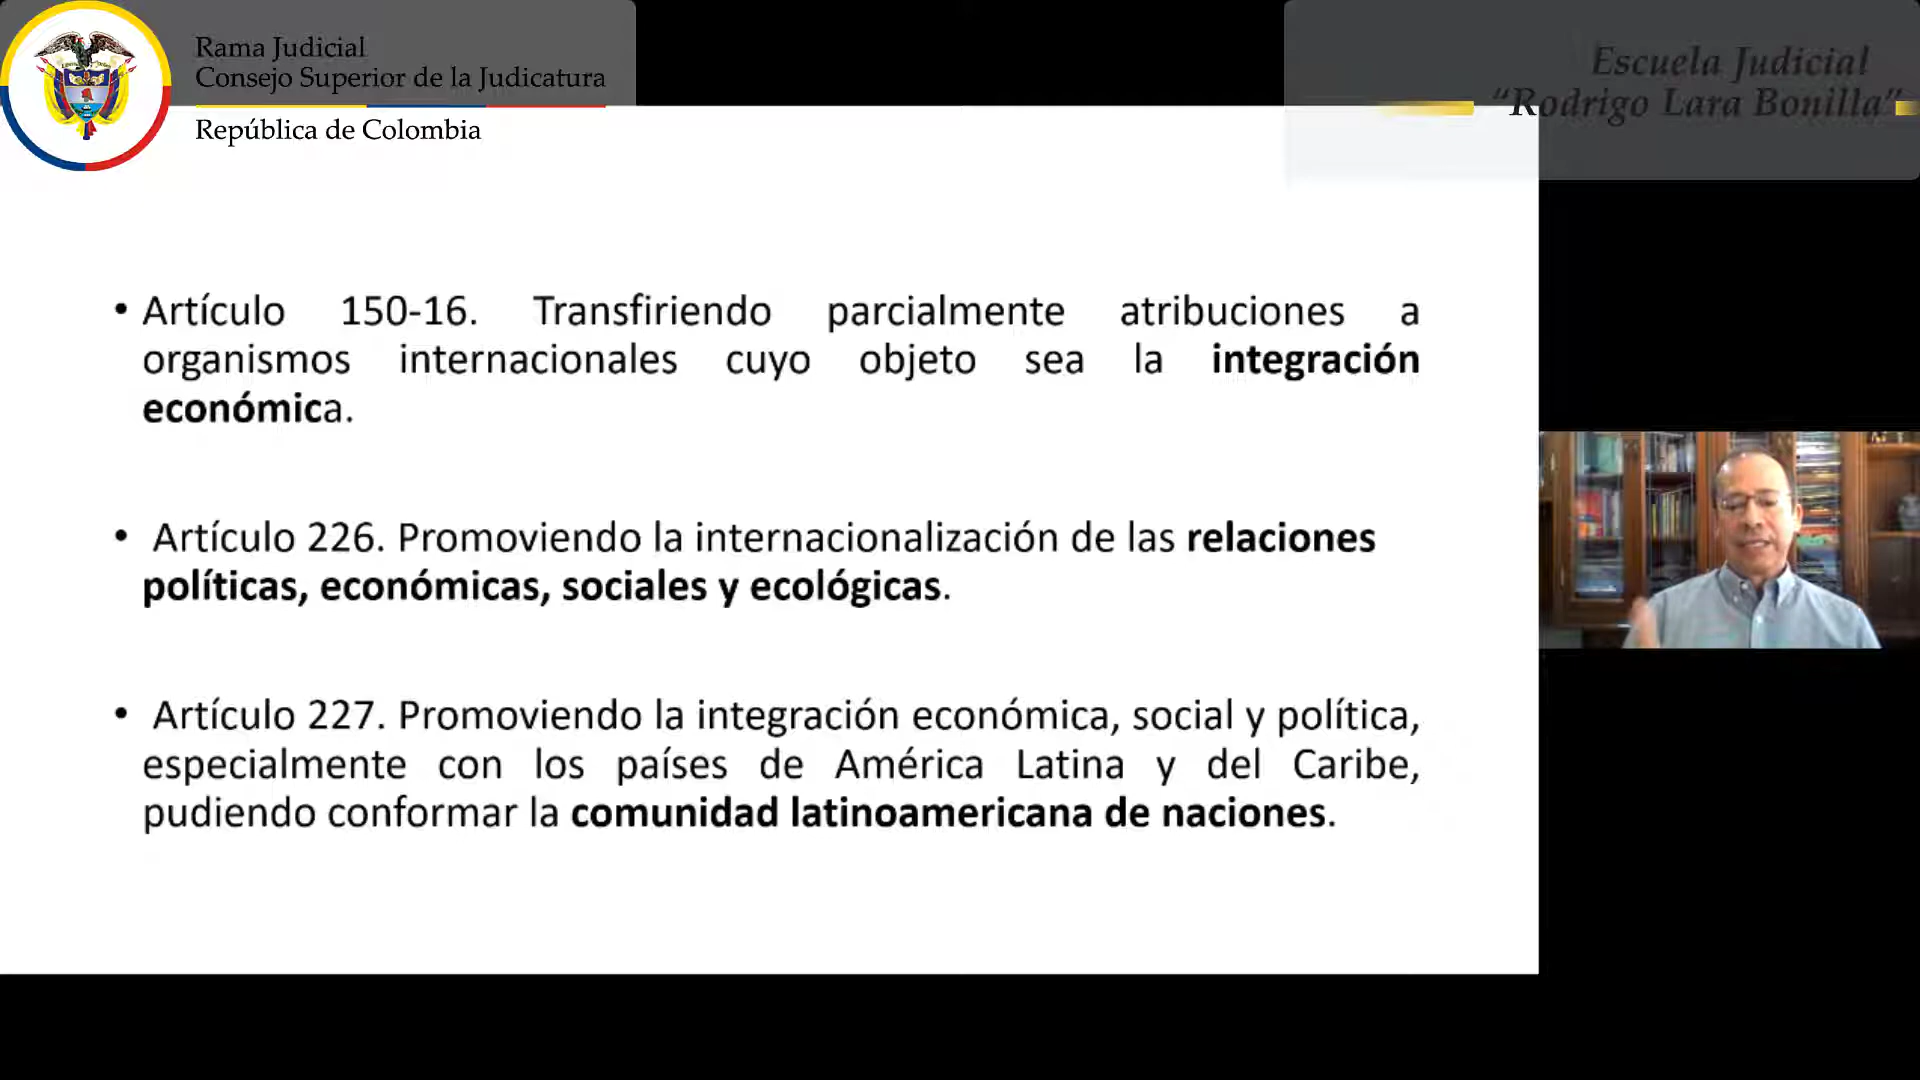 Rama Judicial
Consejo Superior de la Judicatura
República de Colombia
Escuela Judicial
“Rodrigo Lara Bonilla”
• Artículo 150-16. Transfiriendo parcialmente atribuciones a
organismos internacionales cuyo objeto sea la integración
económica.
• Artículo 226. Promoviendo la internacionalización de las relaciones
políticas, económicas, sociales y ecológicas.
• Artículo 227. Promoviendo la integración económica, social y política,
especialmente con los países de América Latina y del Caribe,
pudiendo conformar la comunidad latinoamericana de naciones.